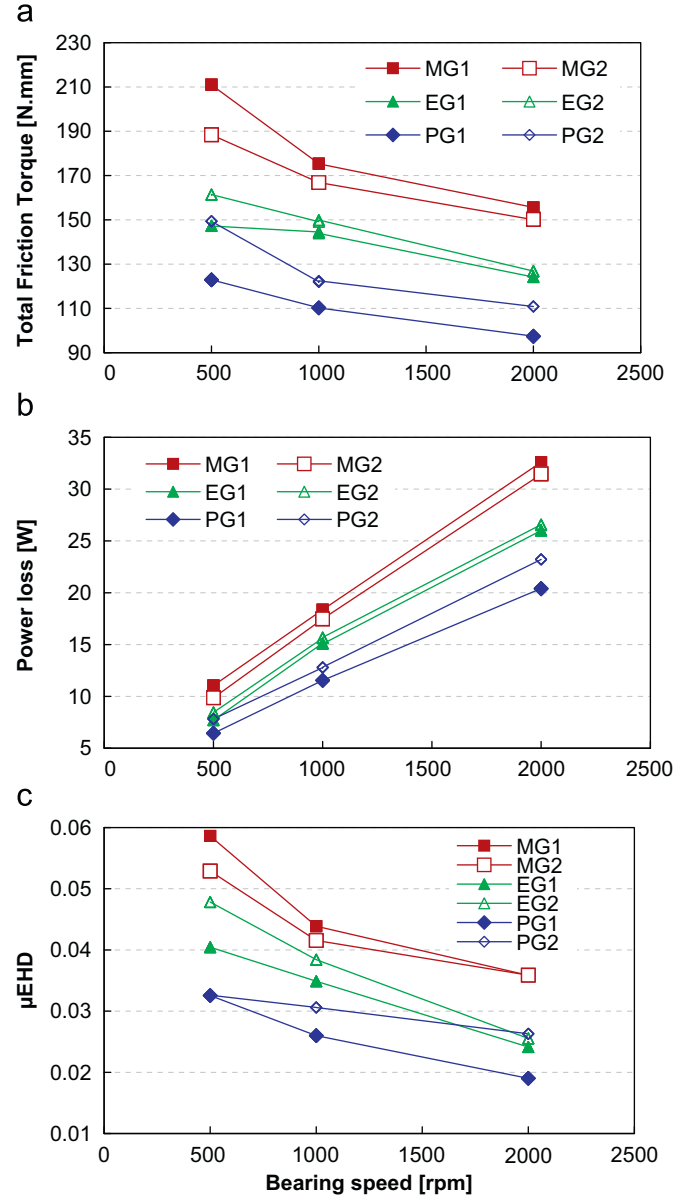 a
Total Friction Torque [N.mm]
230
210
190
170
150
130
110
90
MG1 MG2
EG1 EG2
PG1 PG2
0 500 1000 2000 2500
b
Power loss [W]
35
30
25
20
15
10
5
MG1 MG2
EG1 EG2
PG1 PG2
0 500 1000 1500 2000 2500
c
µEHD
0.06
0.05
0.04
0.03
0.02
0.01
MG1
MG2
EG1
EG2
PG1
PG2
0 500 1000 1500 2000 2500
Bearing speed [rpm]